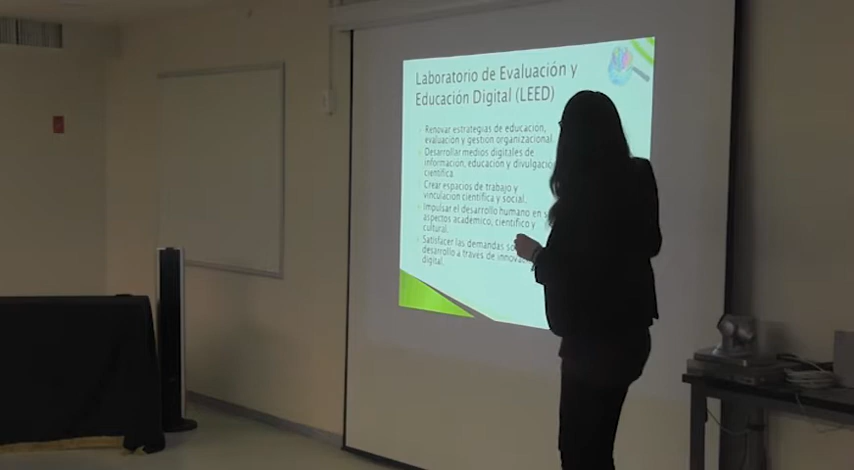 Laboratorio de Evaluación y
Educación Digital (LEED)
Renovar estrategias de educación,
evaluación y gestión organizacional.
Desarrollar medios digitales de
información, educación y divulgación
científica.
Crear espacios de trabajo y
vinculación científica y social.
Impulsar el desarrollo humano en
aspectos académico, científico y
cultural.
Satisfacer las demandas
desarrollo a través de
digital.